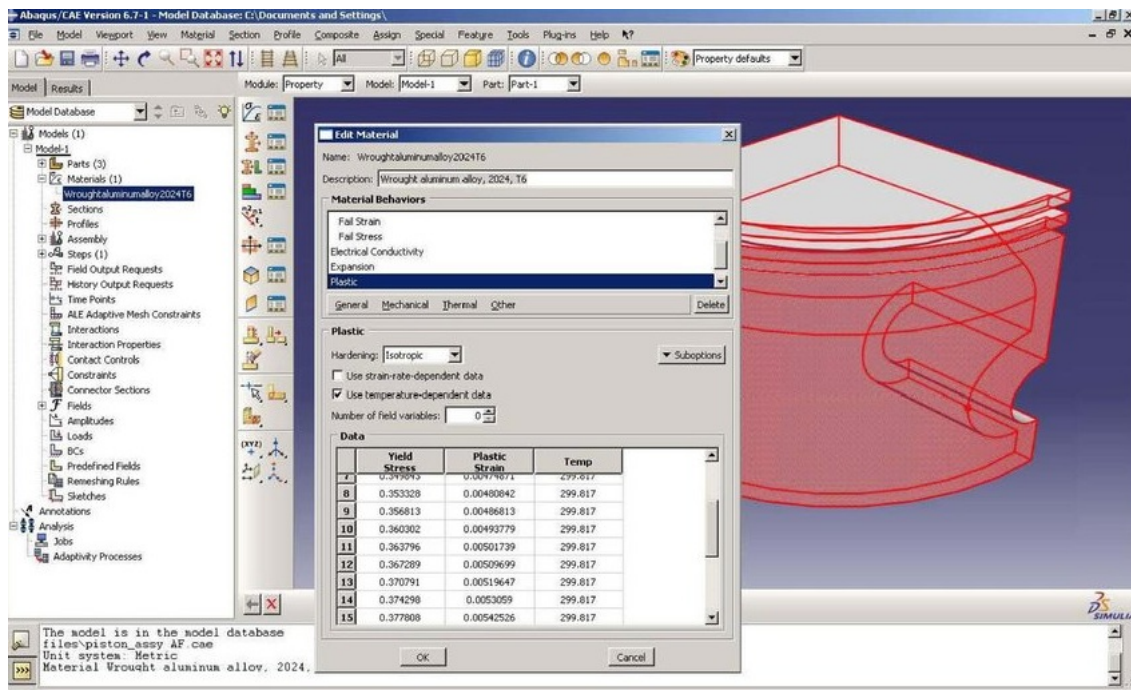 Abaqus/CAE Version 6.7-1 - Model Database: C:\Documents and Settings\
File Model Viewport View Material Section Profile Composite Assign Special Feature Tools Plug-ins Help
All Property defaults
Model Results
Module: Property Model: Model-1 Part: Part-1
Model Database
Models (1)
Model-1
Parts (3)
Materials (1)
Wroughtaluminumalloy2024T6
Sections
Profiles
Assembly
Steps (1)
Field Output Requests
History Output Requests
Time Points
ALE Adaptive Mesh Constraints
Interactions
Interaction Properties
Contact Controls
Constraints
Connector Sections
Fields
Amplitudes
Loads
BCs
Predefined Fields
Remeshing Rules
Sketches
Annotations
Analysis
Jobs
Adaptivity Processes
Edit Material
Name: Wroughtaluminumalloy2024T6
Description: Wrought aluminum alloy, 2024, T6
Material Behaviors
Fail Strain
Fail Stress
Electrical Conductivity
Expansion
Plastic
General Mechanical Thermal Other Delete
Plastic
Hardening: Isotropic Suboptions
Use strain-rate-dependent data
Use temperature-dependent data
Number of field variables: 0
Data
Yield Stress Plastic Strain Temp
7 0.349843 0.00474871 299.817
8 0.353328 0.00480842 299.817
9 0.356813 0.00486813 299.817
10 0.360302 0.00493779 299.817
11 0.363796 0.00501739 299.817
12 0.367289 0.00509699 299.817
13 0.370791 0.00519647 299.817
14 0.374298 0.0053059 299.817
15 0.377808 0.00542526 299.817
OK Cancel
SIMULIA
The model is in the model database
files\piston_assy AF.cae
Unit system: Metric
Material Wrought aluminum alloy, 2024,